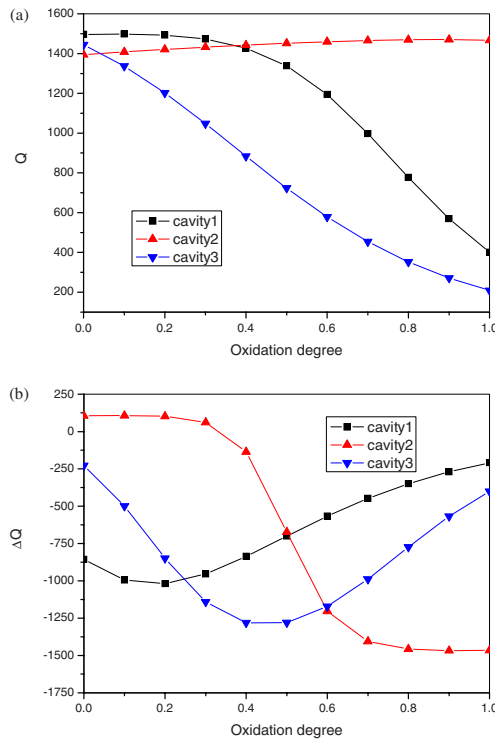 (a)
1600
1400
1200
1000
800
600
400
200
Q
cavity1
cavity2
cavity3
0.0 0.2 0.4 0.6 0.8 1.0
Oxidation degree
(b)
250
0
-250
-500
-750
-1000
-1250
-1500
-1750
ΔQ
cavity1
cavity2
cavity3
0.0 0.2 0.4 0.6 0.8 1.0
Oxidation degree